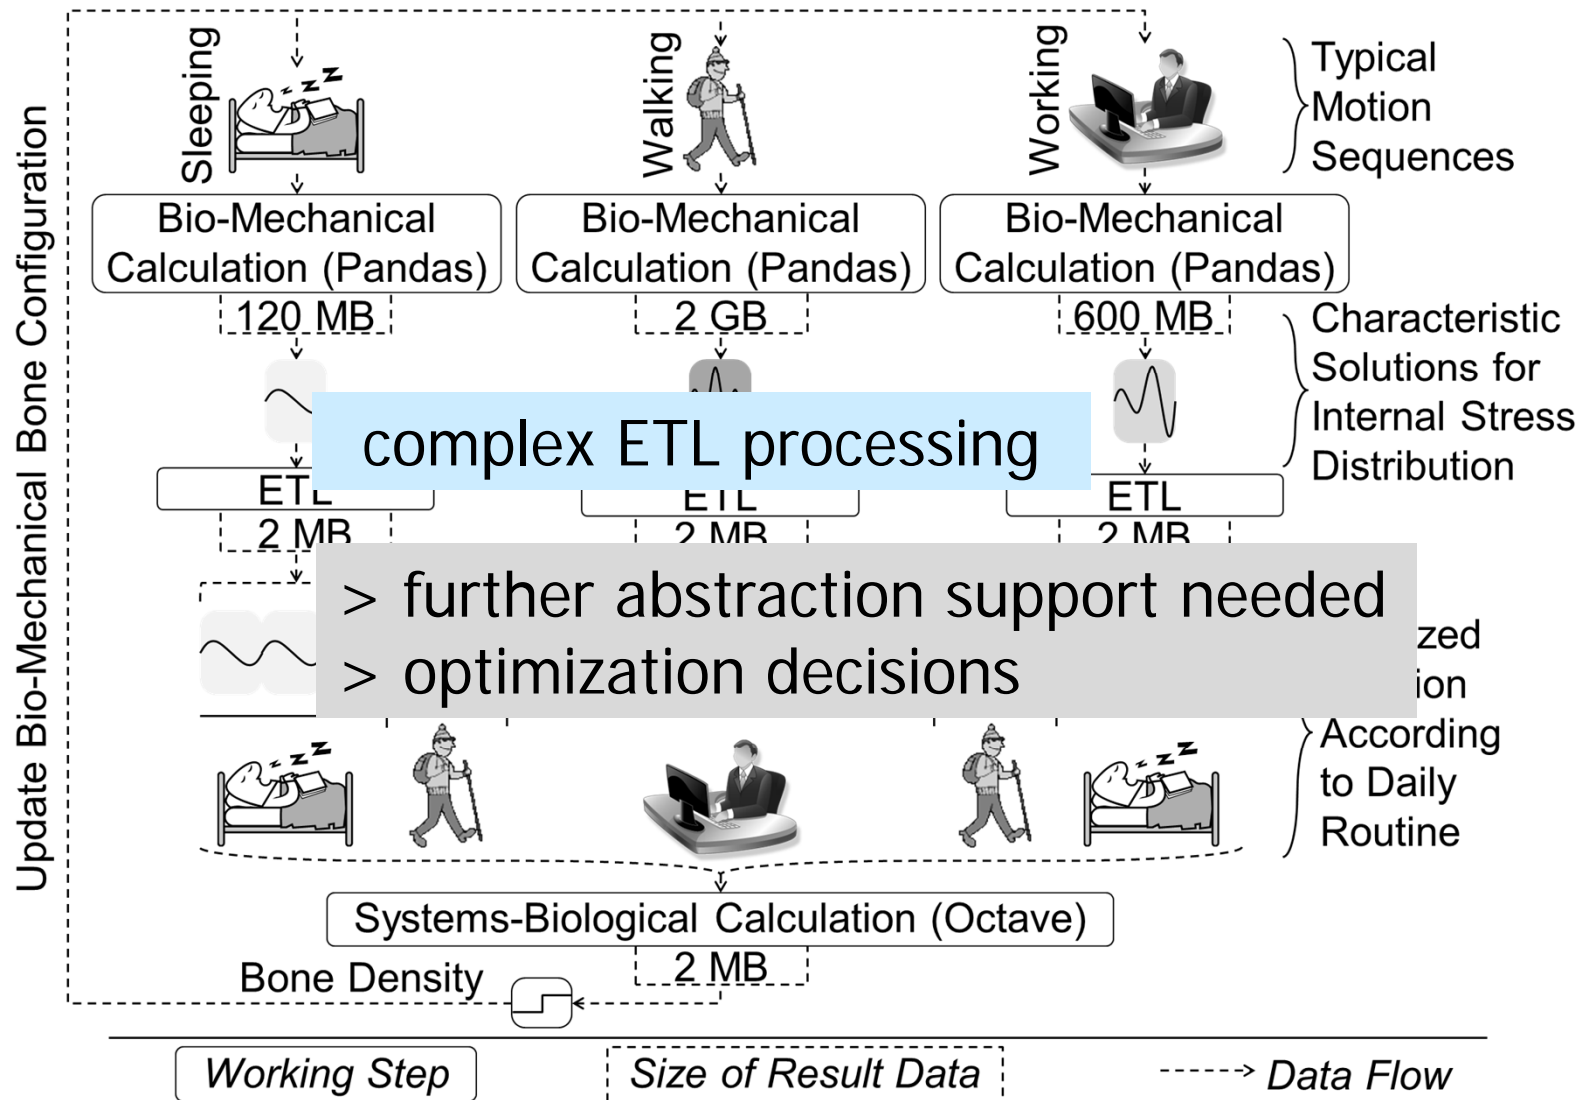 Update Bio-Mechanical Bone Configuration
Sleeping
Walking
Working
Typical
Motion
Sequences
Bio-Mechanical
Calculation (Pandas)
Bio-Mechanical
Calculation (Pandas)
Bio-Mechanical
Calculation (Pandas)
120 MB
2 GB
600 MB
Characteristic
Solutions for
Internal Stress
Distribution
complex ETL processing
ETL
ETL
ETL
2 MB
2 MB
2 MB
> further abstraction support needed
> optimization decisions
zed
ion
According
to Daily
Routine
z z z
z z z
z z z
Systems-Biological Calculation (Octave)
2 MB
Bone Density
Working Step
Size of Result Data
Data Flow